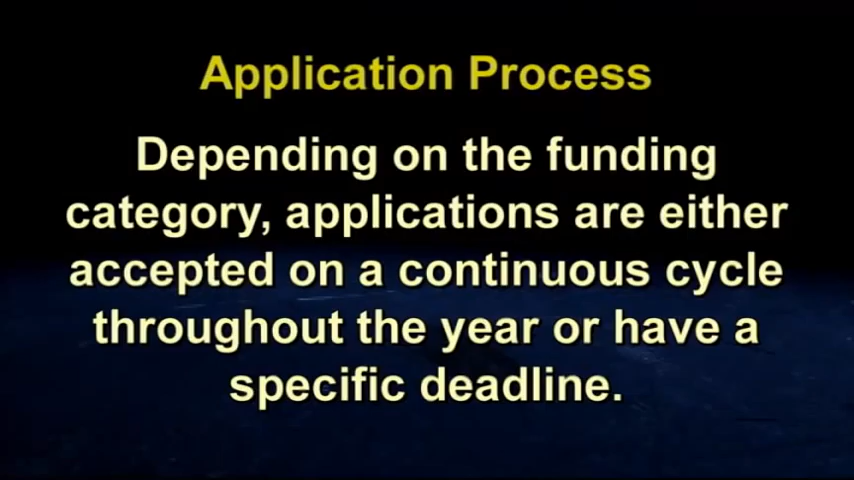 Application Process
Depending on the funding
category, applications are either
accepted on a continuous cycle
throughout the year or have a
specific deadline.